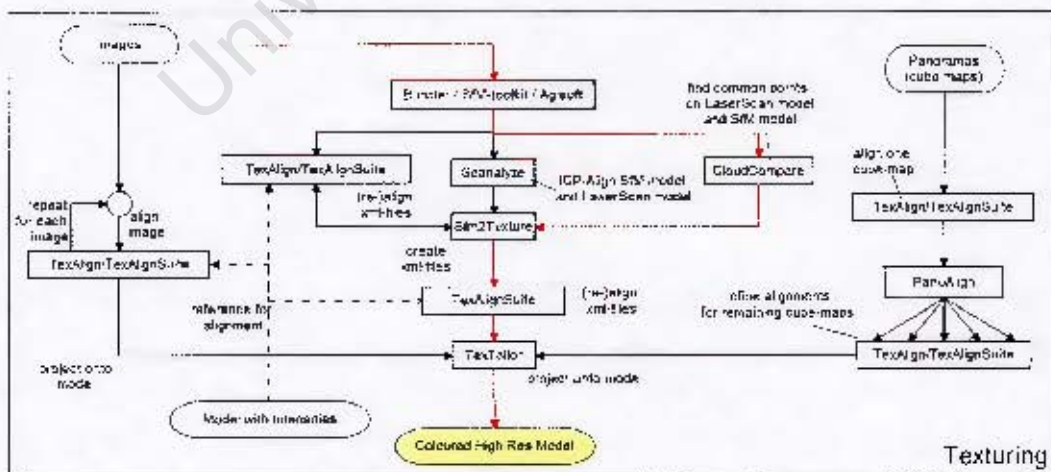 Univ
Images
Panoramas
(cube maps)
Bundler / SfM-toolkit / Agisoft
find common points
on LaserScan model
and SfM model
TexAlign/TexAlignSuite
Scanalyze
CloudCompare
align one
cube-map
ICP-Align SfM-model
and LaserScan model
(re-)align
xml-files
TexAlign/TexAlignSuite
repeat
for each
image
align
image
Sfm2Texture
create
xml-files
TexAlign/TexAlignSuite
PanoAlign
TexAlignSuite
(re-)align
xml-files
reference for
alignment
refine alignments
for remaining cube-maps
project onto
model
project onto model
TexAlign/TexAlignSuite
Model with Intensities
Coloured High Res Model
Texturing